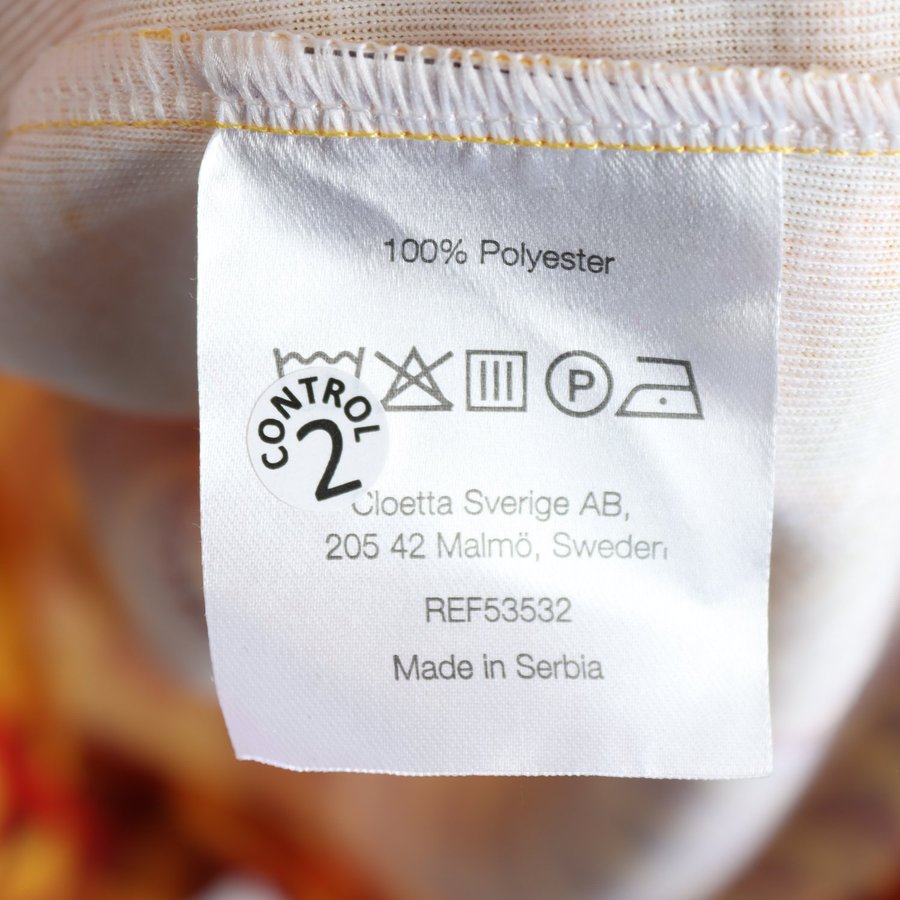 100% Polyester
P
CONTROL
2
Cloetta Sverige AB,
205 42 Malmö, Sweden
REF53532
Made in Serbia